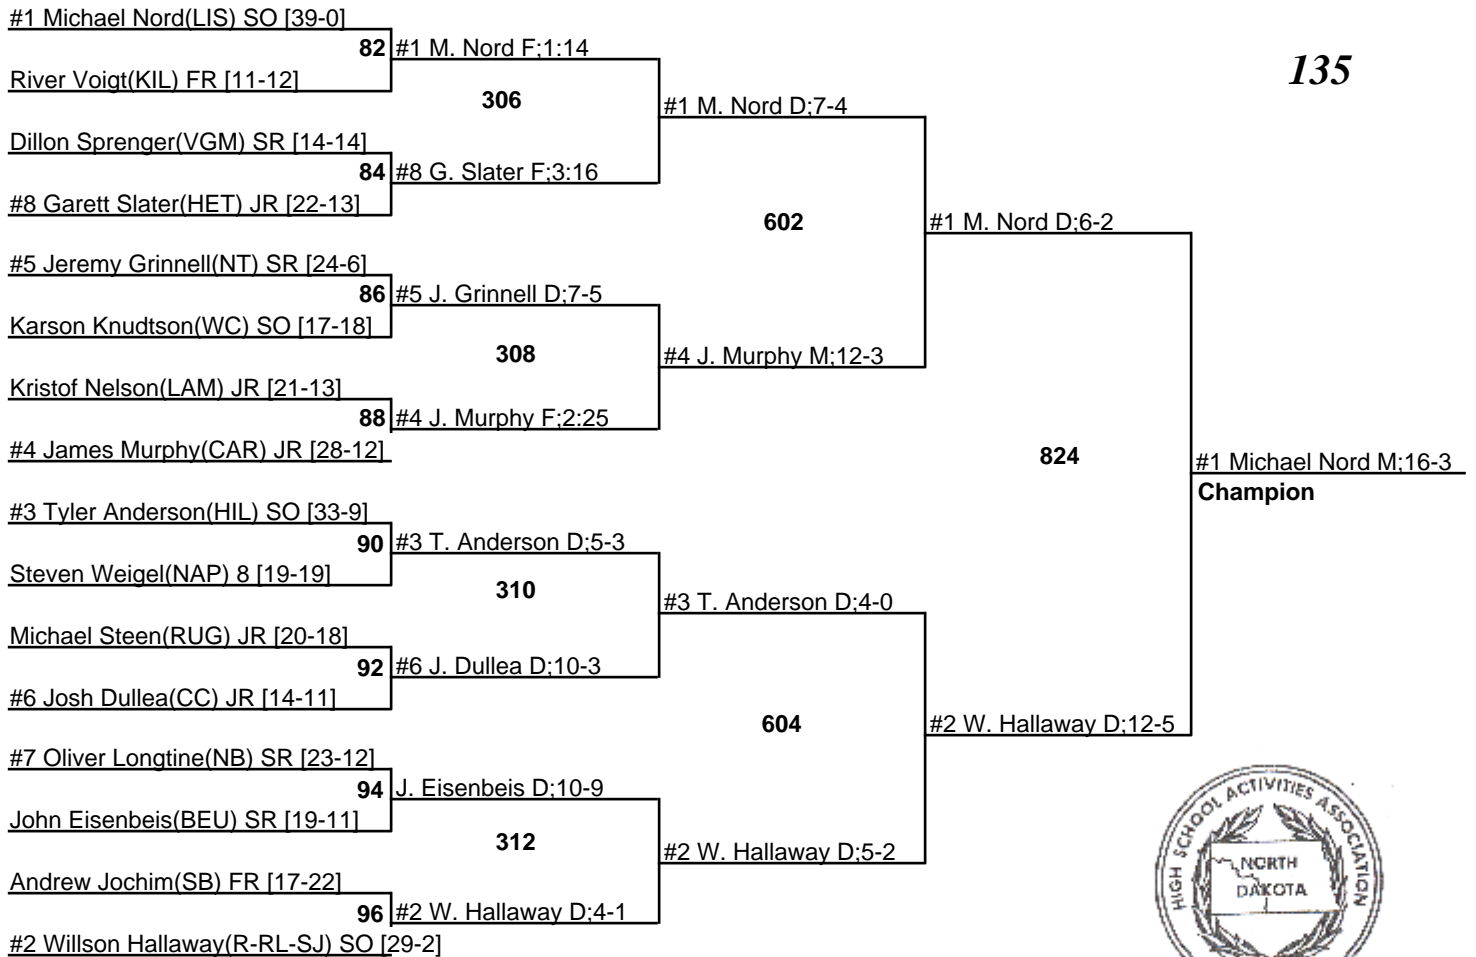 #1 Michael Nord(LIS) SO [39-0]
82 #1 M. Nord F;1:14
135
River Voigt(KIL) FR [11-12]
306
#1 M. Nord D;7-4
Dillon Sprenger(VGM) SR [14-14]
84 #8 G. Slater F;3:16
#8 Garett Slater(HET) JR [22-13]
602
#1 M. Nord D;6-2
#5 Jeremy Grinnell(NT) SR [24-6]
86 #5 J. Grinnell D;7-5
Karson Knudtson(WC) SO [17-18]
308
#4 J. Murphy M;12-3
Kristof Nelson(LAM) JR [21-13]
88 #4 J. Murphy F;2:25
#4 James Murphy(CAR) JR [28-12]
824
#1 Michael Nord M;16-3
Champion
#3 Tyler Anderson(HIL) SO [33-9]
90 #3 T. Anderson D;5-3
Steven Weigel(NAP) 8 [19-19]
310
#3 T. Anderson D;4-0
Michael Steen(RUG) JR [20-18]
92 #6 J. Dullea D;10-3
#6 Josh Dullea(CC) JR [14-11]
604
#2 W. Hallaway D;12-5
#7 Oliver Longtine(NB) SR [23-12]
94 J. Eisenbeis D;10-9
John Eisenbeis(BEU) SR [19-11]
312
#2 W. Hallaway D;5-2
Andrew Jochim(SB) FR [17-22]
96 #2 W. Hallaway D;4-1
#2 Willson Hallaway(R-RL-SJ) SO [29-2]
HIGH SCHOOL ACTIVITIES ASSOCIATION
NORTH
DAKOTA